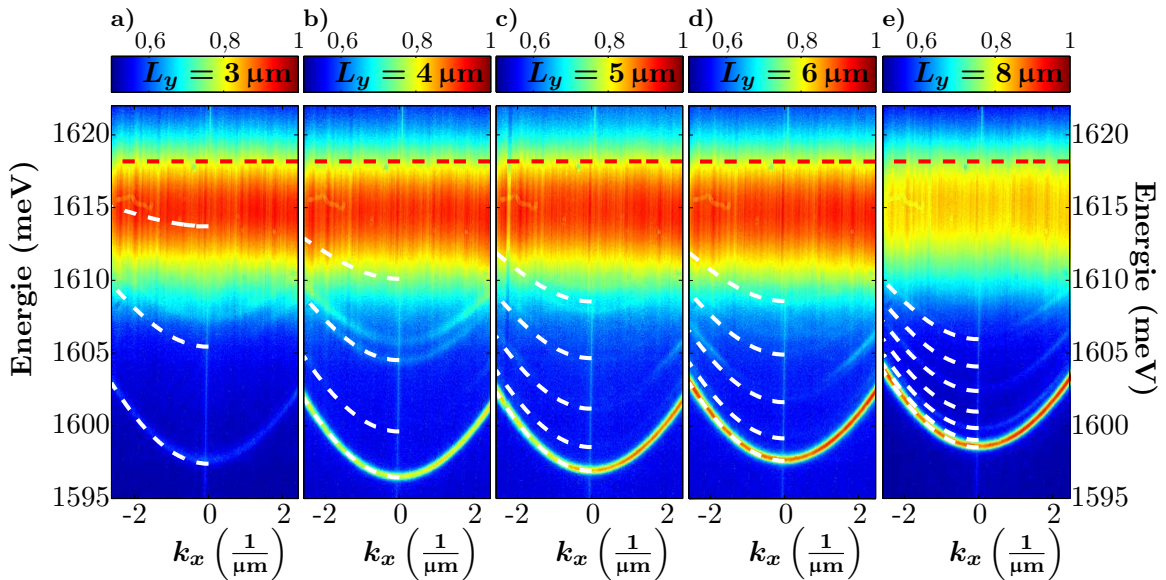 a) b) c) d) e)
0,6 0,8 1 0,6 0,8 1 0,6 0,8 1 0,6 0,8 1 0,6 0,8 1
L_y = 3 μm L_y = 4 μm L_y = 5 μm L_y = 6 μm L_y = 8 μm
Energie (meV)
1620
1615
1610
1605
1600
1595
1620
1615
1610
1605
1600
1595
Energie (meV)
-2 0 2 -2 0 2 -2 0 2 -2 0 2 -2 0 2
k_x (1/μm) k_x (1/μm) k_x (1/μm) k_x (1/μm) k_x (1/μm)